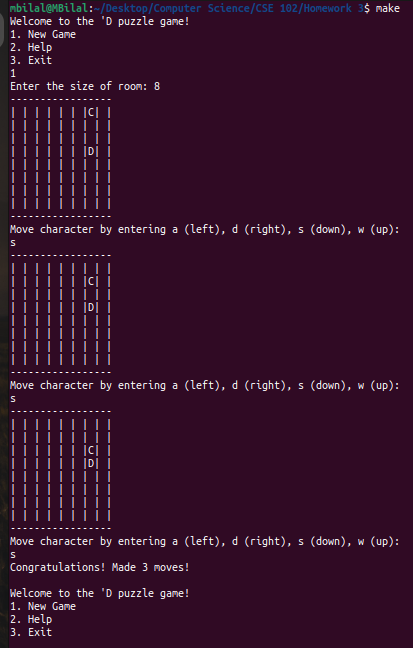 mbilal@MBilal:~/Desktop/Computer Science/CSE 102/Homework 3$ make
Welcome to the 'D puzzle game!
1. New Game
2. Help
3. Exit
1
Enter the size of room: 8
-----------------
| | | | | | |C| |
| | | | | | | | |
| | | | | | | | |
| | | | | | |D| |
| | | | | | | | |
| | | | | | | | |
| | | | | | | | |
| | | | | | | | |
-----------------
Move character by entering a (left), d (right), s (down), w (up):
s
-----------------
| | | | | | | | |
| | | | | | |C| |
| | | | | | | | |
| | | | | | |D| |
| | | | | | | | |
| | | | | | | | |
| | | | | | | | |
| | | | | | | | |
-----------------
Move character by entering a (left), d (right), s (down), w (up):
s
-----------------
| | | | | | | | |
| | | | | | | | |
| | | | | | |C| |
| | | | | | |D| |
| | | | | | | | |
| | | | | | | | |
| | | | | | | | |
| | | | | | | | |
-----------------
Move character by entering a (left), d (right), s (down), w (up):
s
Congratulations! Made 3 moves!

Welcome to the 'D puzzle game!
1. New Game
2. Help
3. Exit